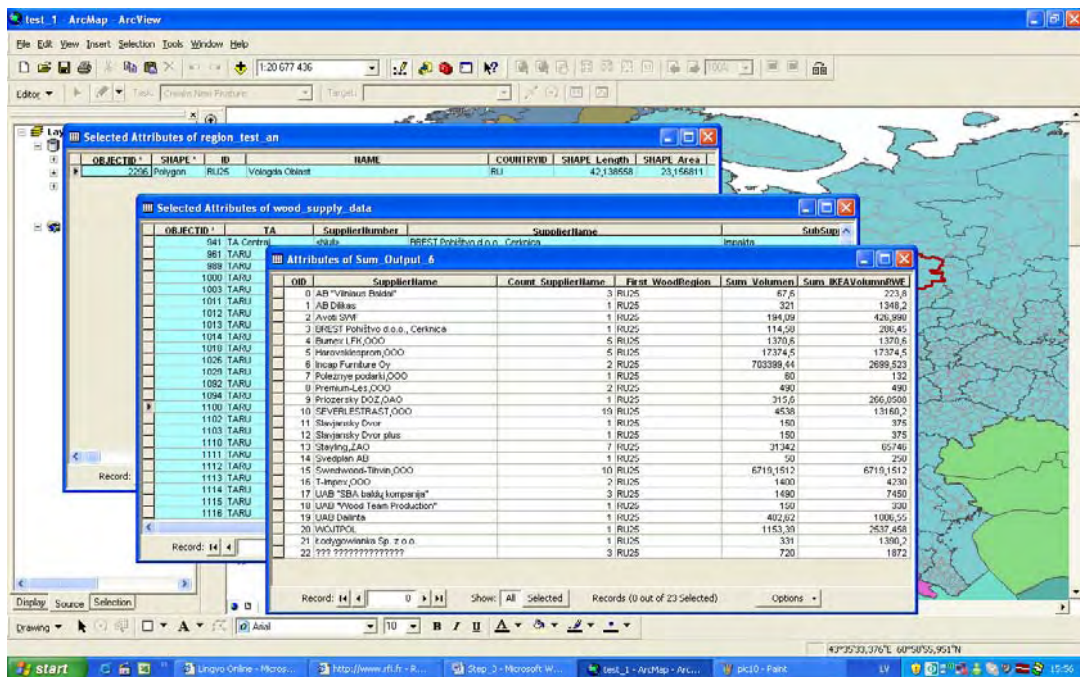 test_1 - ArcMap - ArcView
File Edit View Insert Selection Tools Window Help
1:20 677 436
100%
Editor Task: Create New Feature Target:
Lay
Selected Attributes of region_test_an
OBJECTID * SHAPE * ID NAME COUNTRYID SHAPE_Length SHAPE_Area
2296 Polygon RU25 Vologda Oblast RU 42,138558 23,156811
Selected Attributes of wood_supply_data
OBJECTID * TA SupplierNumber SupplierName SubSupp
941 TA Central BREST Pohištvo d.o.o., Cerknica
961 TARU
989 TARU
1000 TARU
1003 TARU
1011 TARU
1012 TARU
1013 TARU
1014 TARU
1018 TARU
1026 TARU
1029 TARU
1092 TARU
1094 TARU
1100 TARU
1102 TARU
1103 TARU
1110 TARU
1111 TARU
1112 TARU
1113 TARU
1114 TARU
1115 TARU
1116 TARU
Record:
Record:
Attributes of Sum_Output_6
OID SupplierName Count_SupplierName First_WoodRegion Sum_Volumen Sum_IKEAVolumnRWE
0 AB "Vilniaus Baldai" 3 RU25 67,6 223,8
1 AB Dilikas 1 RU25 321 1348,2
2 Avoti SWF 1 RU25 194,09 426,998
3 BREST Pohištvo d.o.o., Cerknica 1 RU25 114,58 286,45
4 Burnex LFK,OOO 5 RU25 1370,6 1370,6
5 Harovsklesprom,OOO 5 RU25 17374,5 17374,5
6 Incap Furniture Oy 2 RU25 703399,44 2699,523
7 Poleznye podarki,OOO 1 RU25 60 132
8 Premium-Les,OOO 2 RU25 490 490
9 Priozersky DOZ,OAO 1 RU25 315,6
10 SEVERLESTRAST,OOO 19 RU25 4538 13160,2
11 Slavjansky Dvor 1 RU25 150 375
12 Slavjansky Dvor plus 1 RU25 150 375
13 Stayling,ZAO 7 RU25 31342 65746
14 Svedplan AB 1 RU25 50 250
15 Swedwood-Tihvin,OOO 10 RU25 6719,1512 6719,1512
16 T-Impex,OOO 2 RU25 1400 4230
17 UAB "SBA baldų kompanija" 3 RU25 1490 7450
18 UAB "Wood Team Production" 1 RU25 150 330
19 UAB Dalinta 1 RU25 402,62 1006,55
20 WOJTPOL 1 RU25 1153,39 2537,458
21 Łodygowianka Sp. z o.o. 1 RU25 331 1390,2
22 ??? ?????????????? 3 RU25 720 1872
Record: 0 Show: All Selected Records (0 out of 23 Selected) Options
Display Source Selection
Drawing A Arial 10 B I U A
43°35'33,376"E 60°50'55,951"N
start Lingvo Online - Micros... http://www.rfi.fr - R... Step_3 - Microsoft W... test_1 - ArcMap - Arc... pic10 - Paint LV 15:56